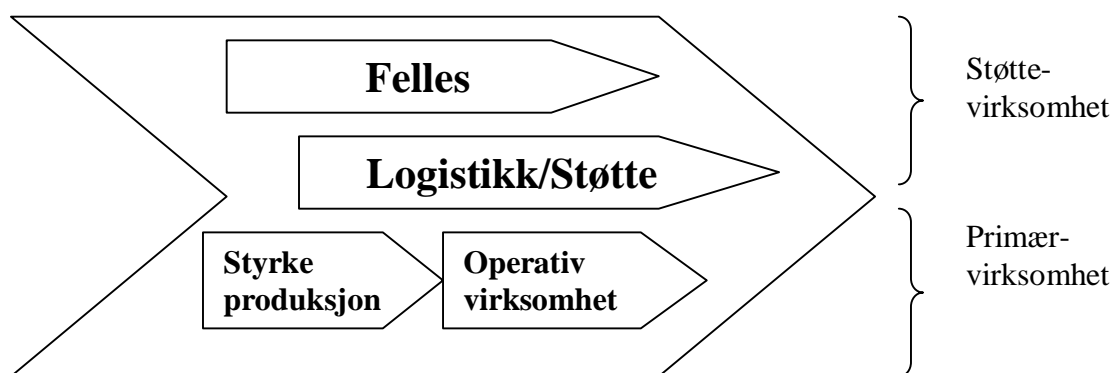 Felles
Støtte-
virksomhet
Logistikk/Støtte
Styrke
produksjon
Operativ
virksomhet
Primær-
virksomhet